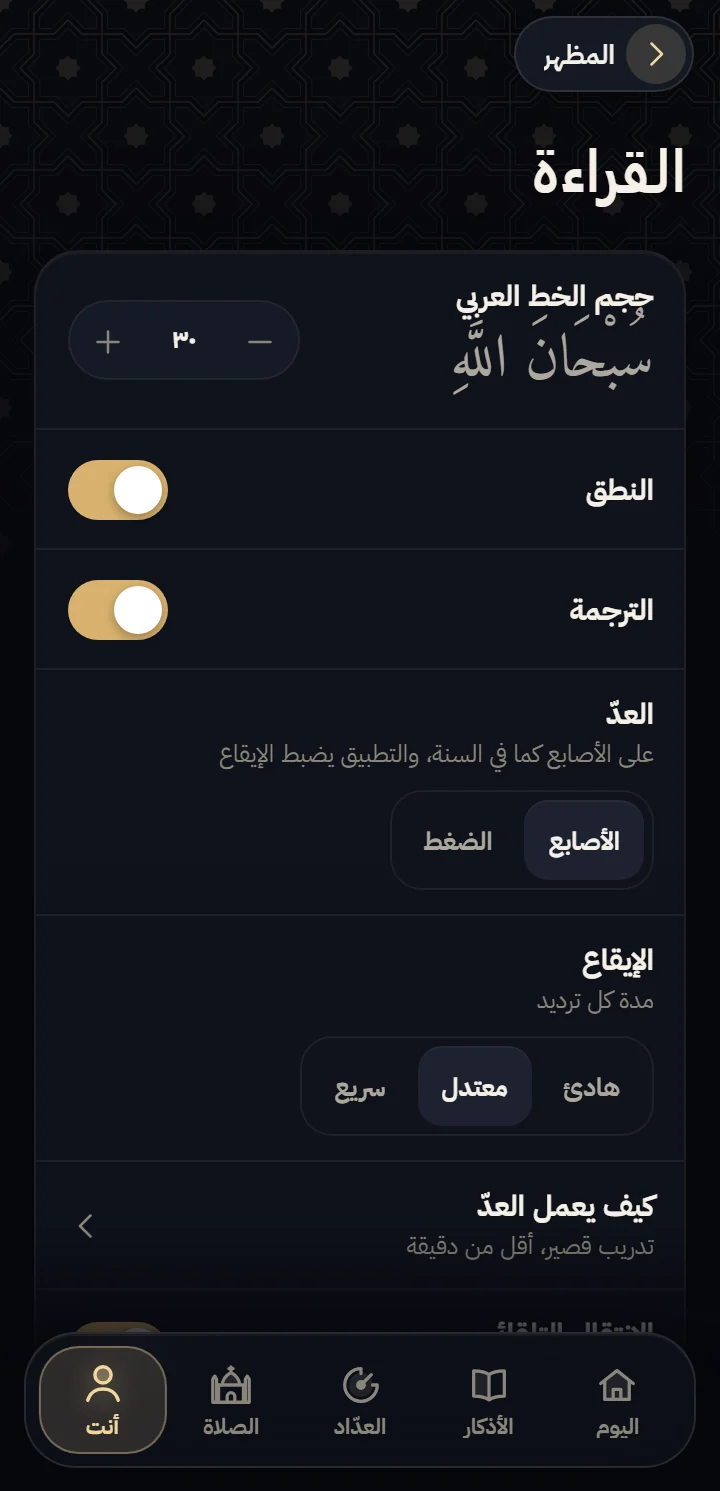 المظهر
القراءة
حجم الخط العربي
سُبْحَانَ اللَّهِ
٣٠
النطق
الترجمة
العدّ
على الأصابع كما في السنة، والتطبيق يضبط الإيقاع
الأصابع
الضغط
الإيقاع
مدة كل ترديد
هادئ
معتدل
سريع
كيف يعمل العدّ
تدريب قصير، أقل من دقيقة
اليوم
الأذكار
العدّاد
الصلاة
أنت